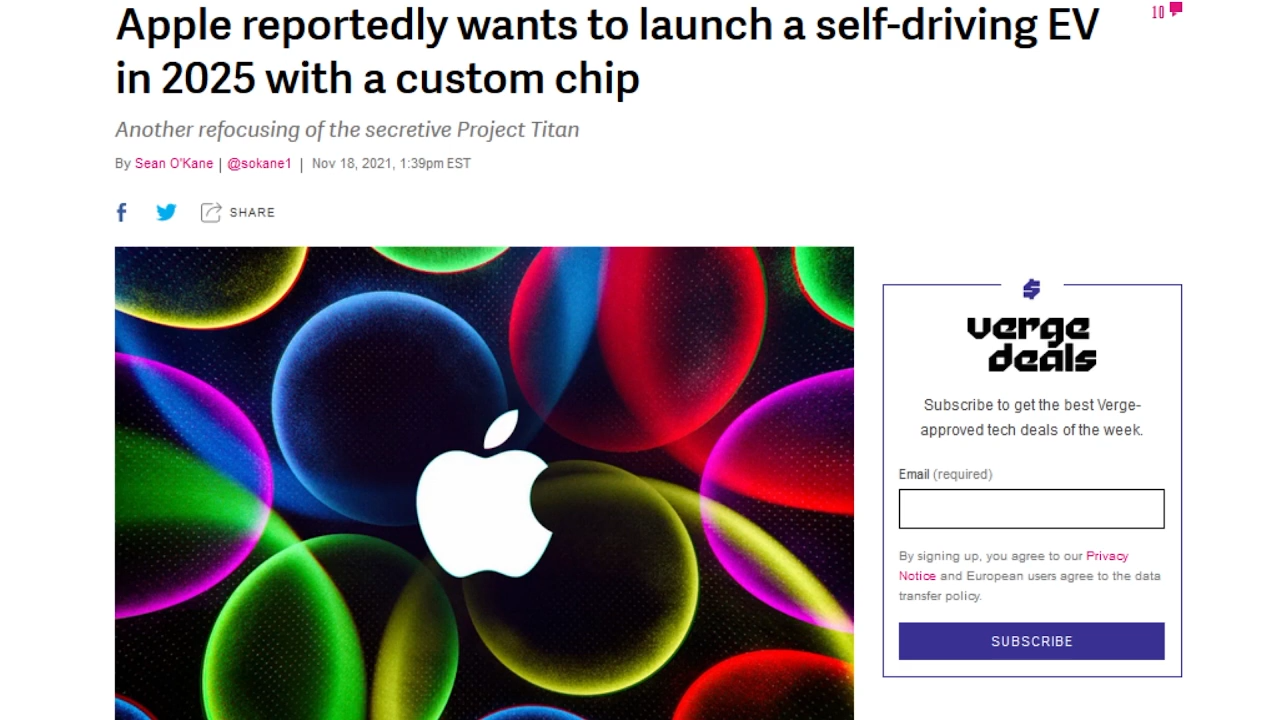 Apple reportedly wants to launch a self-driving EV
in 2025 with a custom chip
10
Another refocusing of the secretive Project Titan
By Sean O'Kane | @sokane1 | Nov 18, 2021, 1:39pm EST
SHARE
verge
deals
Subscribe to get the best Verge-
approved tech deals of the week.
Email (required)
By signing up, you agree to our Privacy
Notice and European users agree to the data
transfer policy.
SUBSCRIBE